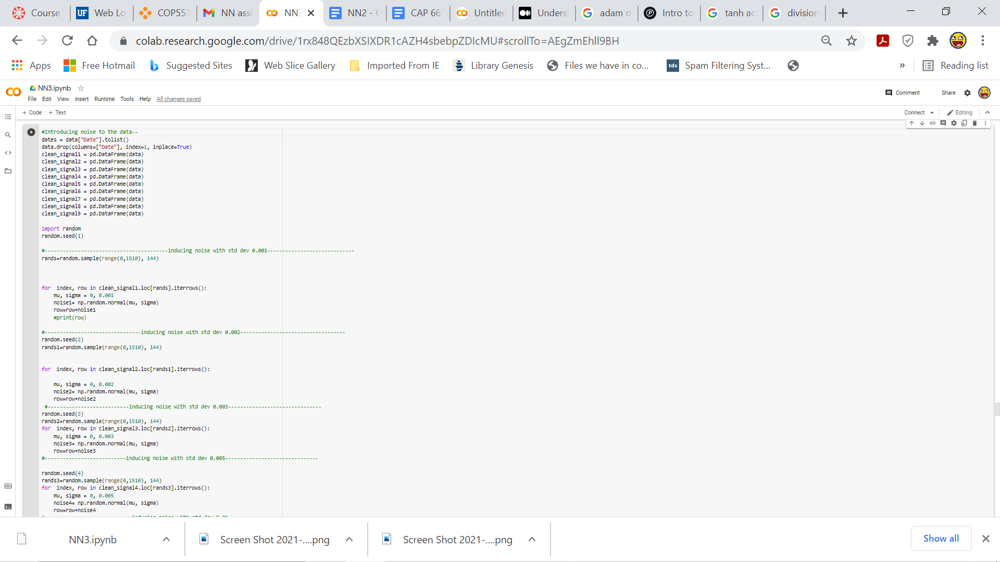 Course
Web Lo
COP553
NN assi
NN3
NN2 - G
CAP 66
Untitled
Underst
adam o
Intro to
tanh ac
division
colab.research.google.com/drive/1rx848QEzbXSIXDR1cAZH4sbebpZDIcMU#scrollTo=AEgZmEhll9BH
Apps
Free Hotmail
Suggested Sites
Web Slice Gallery
Imported From IE
Library Genesis
Files we have in co...
tds
Spam Filtering Syst...
»
Reading list
NN3.ipynb
Comment
Share
File Edit View Insert Runtime Tools Help All changes saved
+ Code + Text
Connect
Editing
#Introducing noise to the data--
dates = data["Date"].tolist()
data.drop(columns=["Date"], index=1, inplace=True)
clean_signal1 = pd.DataFrame(data)
clean_signal2 = pd.DataFrame(data)
clean_signal3 = pd.DataFrame(data)
clean_signal4 = pd.DataFrame(data)
clean_signal5 = pd.DataFrame(data)
clean_signal6 = pd.DataFrame(data)
clean_signal7 = pd.DataFrame(data)
clean_signal8 = pd.DataFrame(data)
clean_signal9 = pd.DataFrame(data)
import random
random.seed(1)
#-----------------------------------------inducing noise with std dev 0.001-----------------------------
rands=random.sample(range(0,1510), 144)
for  index, row in clean_signal1.loc[rands].iterrows():
    mu, sigma = 0, 0.001
    noise1= np.random.normal(mu, sigma)
    row=row+noise1
    #print(row)
#--------------------------------inducing noise with std dev 0.002-----------------------------------
random.seed(2)
rands1=random.sample(range(0,1510), 144)
for  index, row in clean_signal2.loc[rands1].iterrows():
    mu, sigma = 0, 0.002
    noise2= np.random.normal(mu, sigma)
    row=row+noise2
 #---------------------------inducing noise with std dev 0.003-------------------------------
random.seed(3)
rands2=random.sample(range(0,1510), 144)
for  index, row in clean_signal3.loc[rands2].iterrows():
    mu, sigma = 0, 0.003
    noise3= np.random.normal(mu, sigma)
    row=row+noise3
#---------------------------inducing noise with std dev 0.005-------------------------------
random.seed(4)
rands3=random.sample(range(0,1510), 144)
for  index, row in clean_signal4.loc[rands3].iterrows():
    mu, sigma = 0, 0.005
    noise4= np.random.normal(mu, sigma)
    row=row+noise4
NN3.ipynb
Screen Shot 2021-....png
Screen Shot 2021-....png
Show all